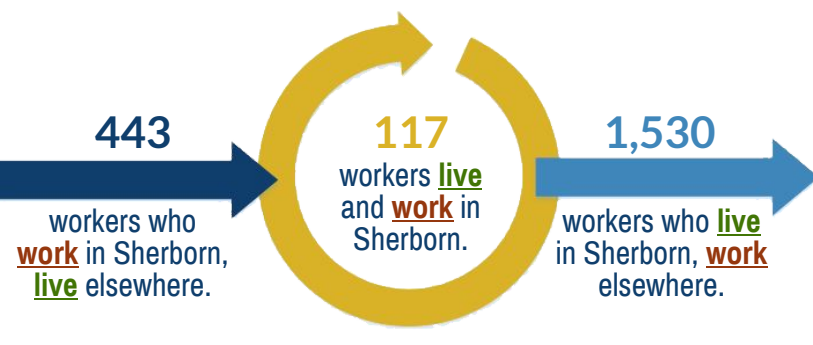 443
workers who
work in Sherborn,
live elsewhere.
117
workers live
and work in
Sherborn.
1,530
workers who live
in Sherborn, work
elsewhere.